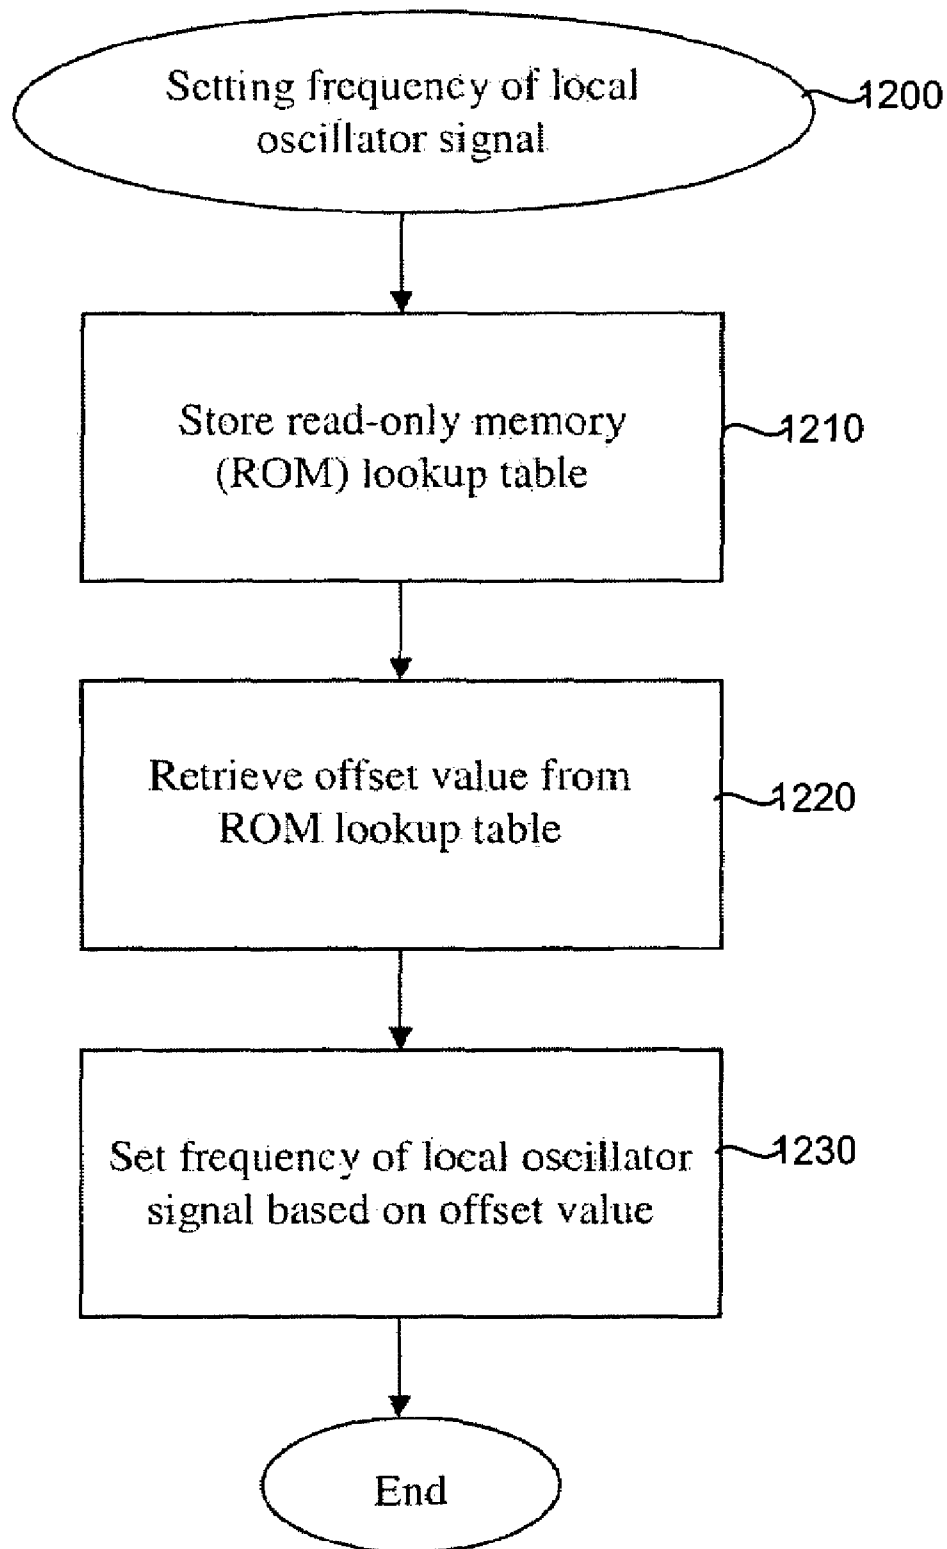 Setting frequency of local
oscillator signal
1200
Store read-only memory
(ROM) lookup table
1210
Retrieve offset value from
ROM lookup table
1220
Set frequency of local oscillator
signal based on offset value
1230
End